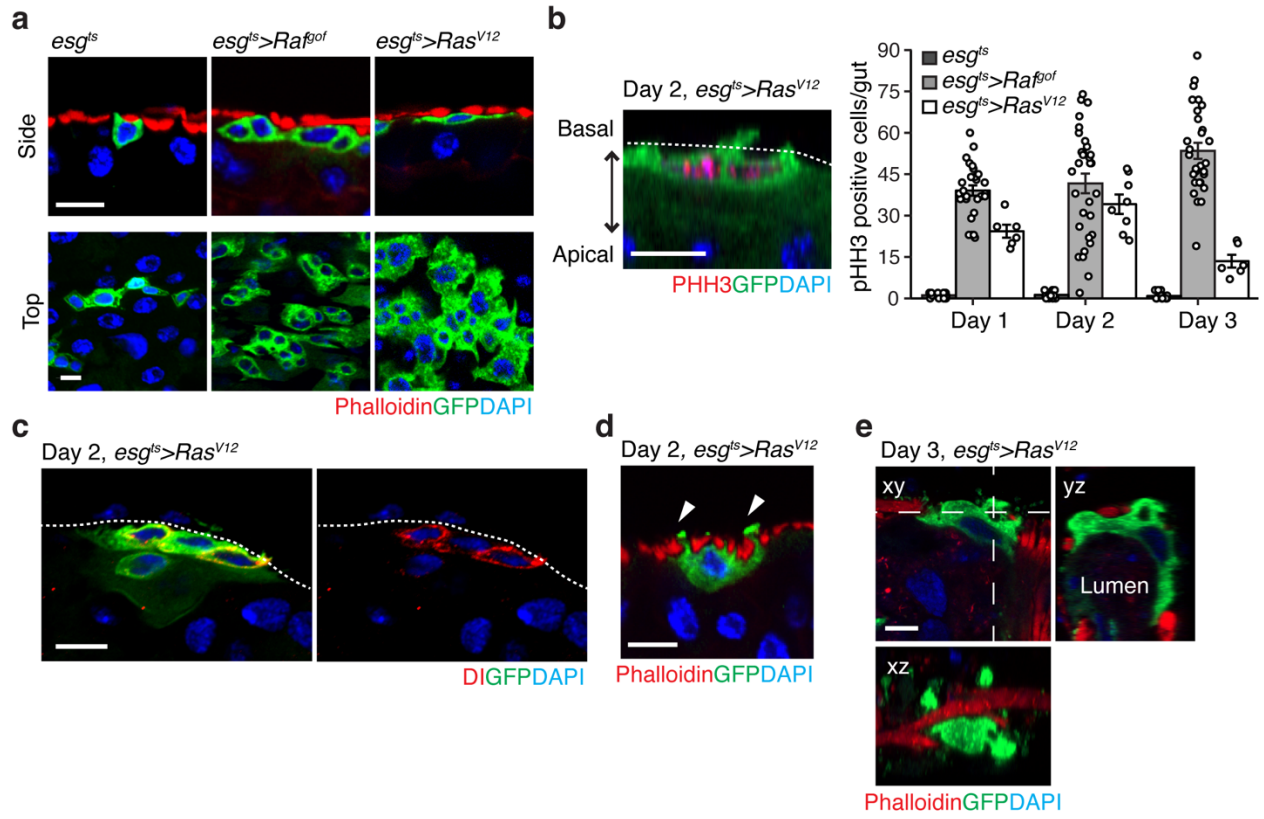 a
esg^ts
esg^ts>Raf^gof
esg^ts>Ras^V12
Side
Top
PhalloidinGFPDAPI
b
Day 2, esg^ts>Ras^V12
Basal
Apical
PHH3GFPDAPI
pHH3 positive cells/gut
90
75
60
45
30
15
0
esg^ts
esg^ts>Raf^gof
esg^ts>Ras^V12
Day 1
Day 2
Day 3
c
Day 2, esg^ts>Ras^V12
DlGFPDAPI
d
Day 2, esg^ts>Ras^V12
PhalloidinGFPDAPI
e
Day 3, esg^ts>Ras^V12
xy
yz
Lumen
xz
PhalloidinGFPDAPI